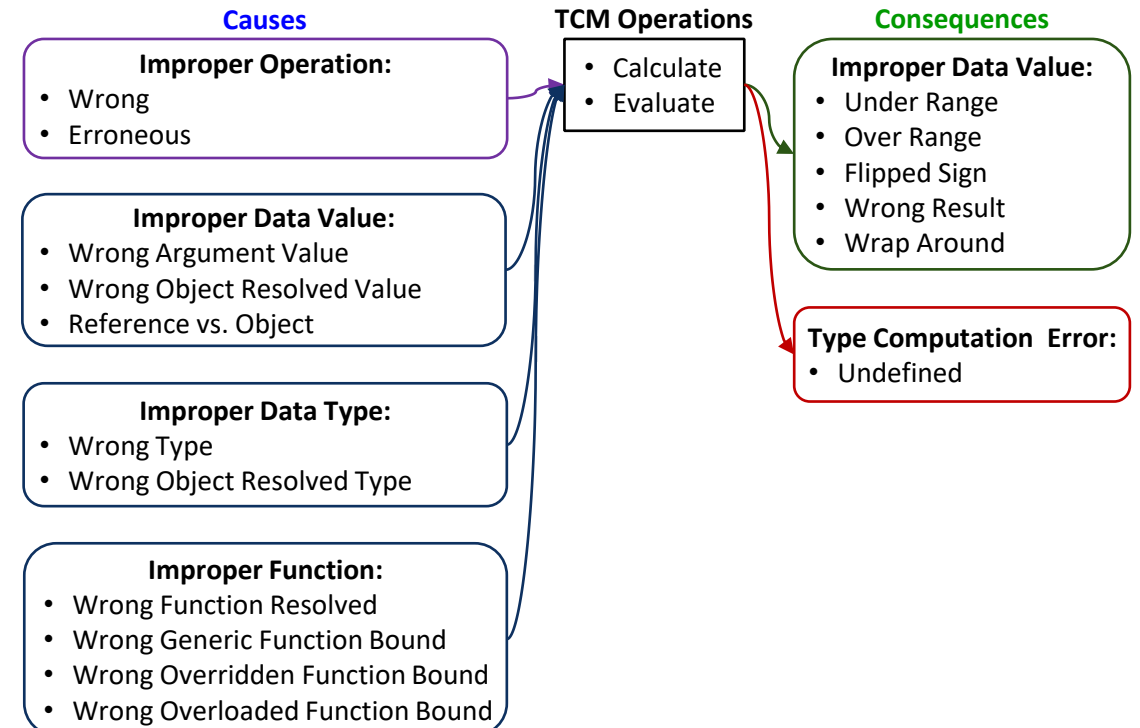 Causes
Improper Operation:
• Wrong
• Erroneous
Improper Data Value:
• Wrong Argument Value
• Wrong Object Resolved Value
• Reference vs. Object
Improper Data Type:
• Wrong Type
• Wrong Object Resolved Type
Improper Function:
• Wrong Function Resolved
• Wrong Generic Function Bound
• Wrong Overridden Function Bound
• Wrong Overloaded Function Bound
TCM Operations
• Calculate
• Evaluate
Consequences
Improper Data Value:
• Under Range
• Over Range
• Flipped Sign
• Wrong Result
• Wrap Around
Type Computation Error:
• Undefined